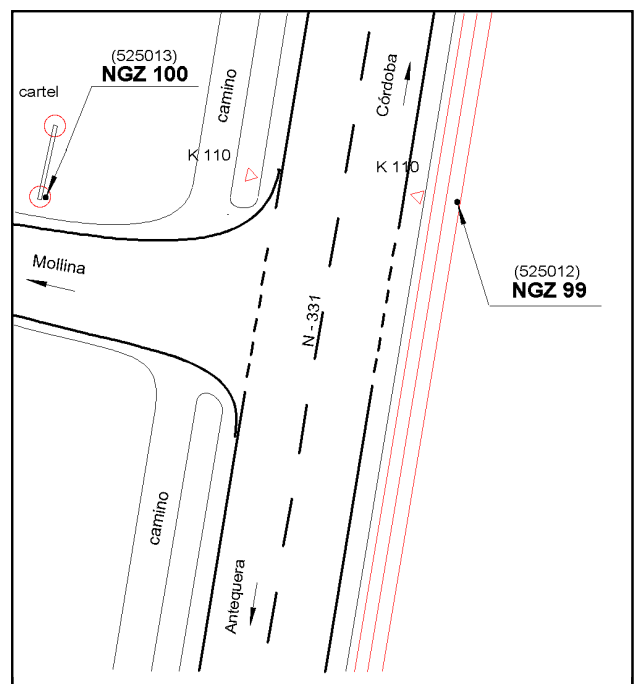 (525013)
NGZ 100
cartel
camino
Córdoba
K 110
K 110
Mollina
(525012)
NGZ 99
N - 331
camino
Antequera